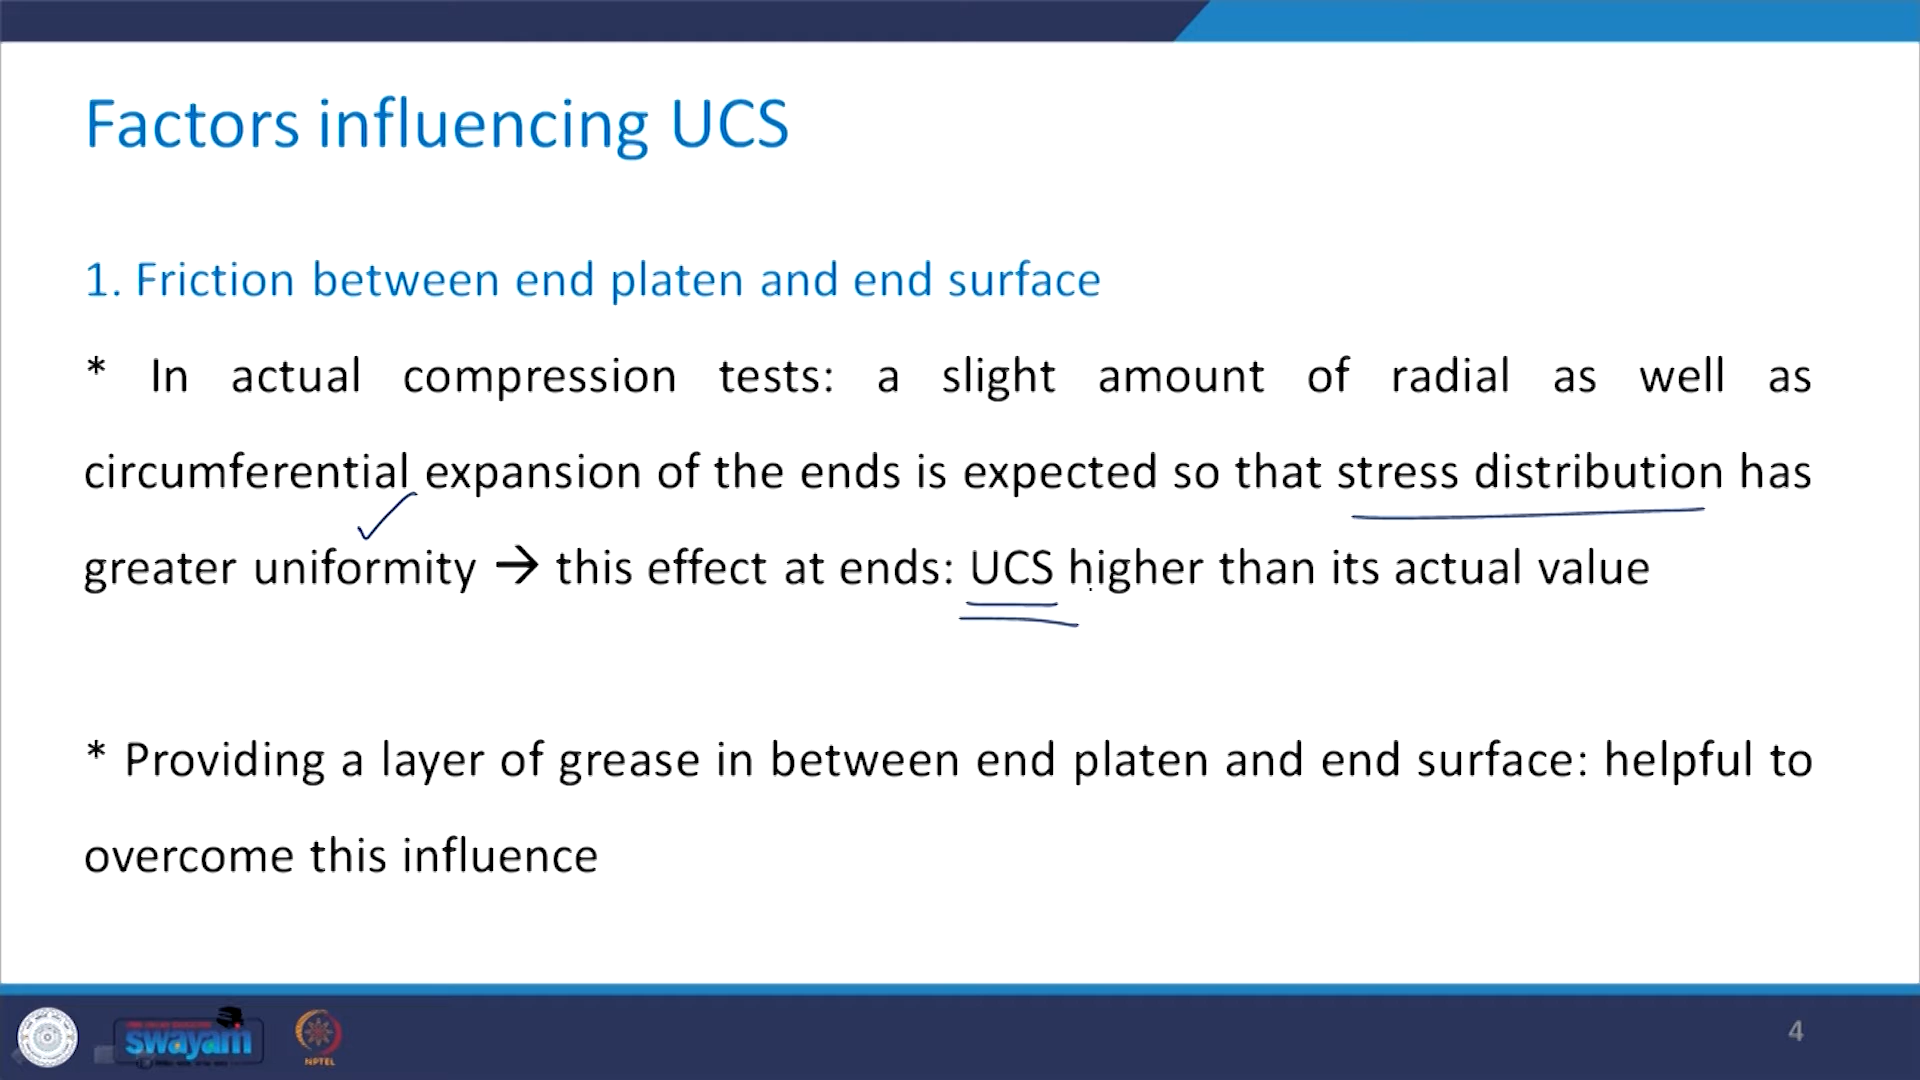 Factors influencing UCS
1. Friction between end platen and end surface
* In actual compression tests: a slight amount of radial as well as
circumferential expansion of the ends is expected so that stress distribution has
greater uniformity → this effect at ends: UCS higher than its actual value
* Providing a layer of grease in between end platen and end surface: helpful to
overcome this influence
swayam
NPTEL
4